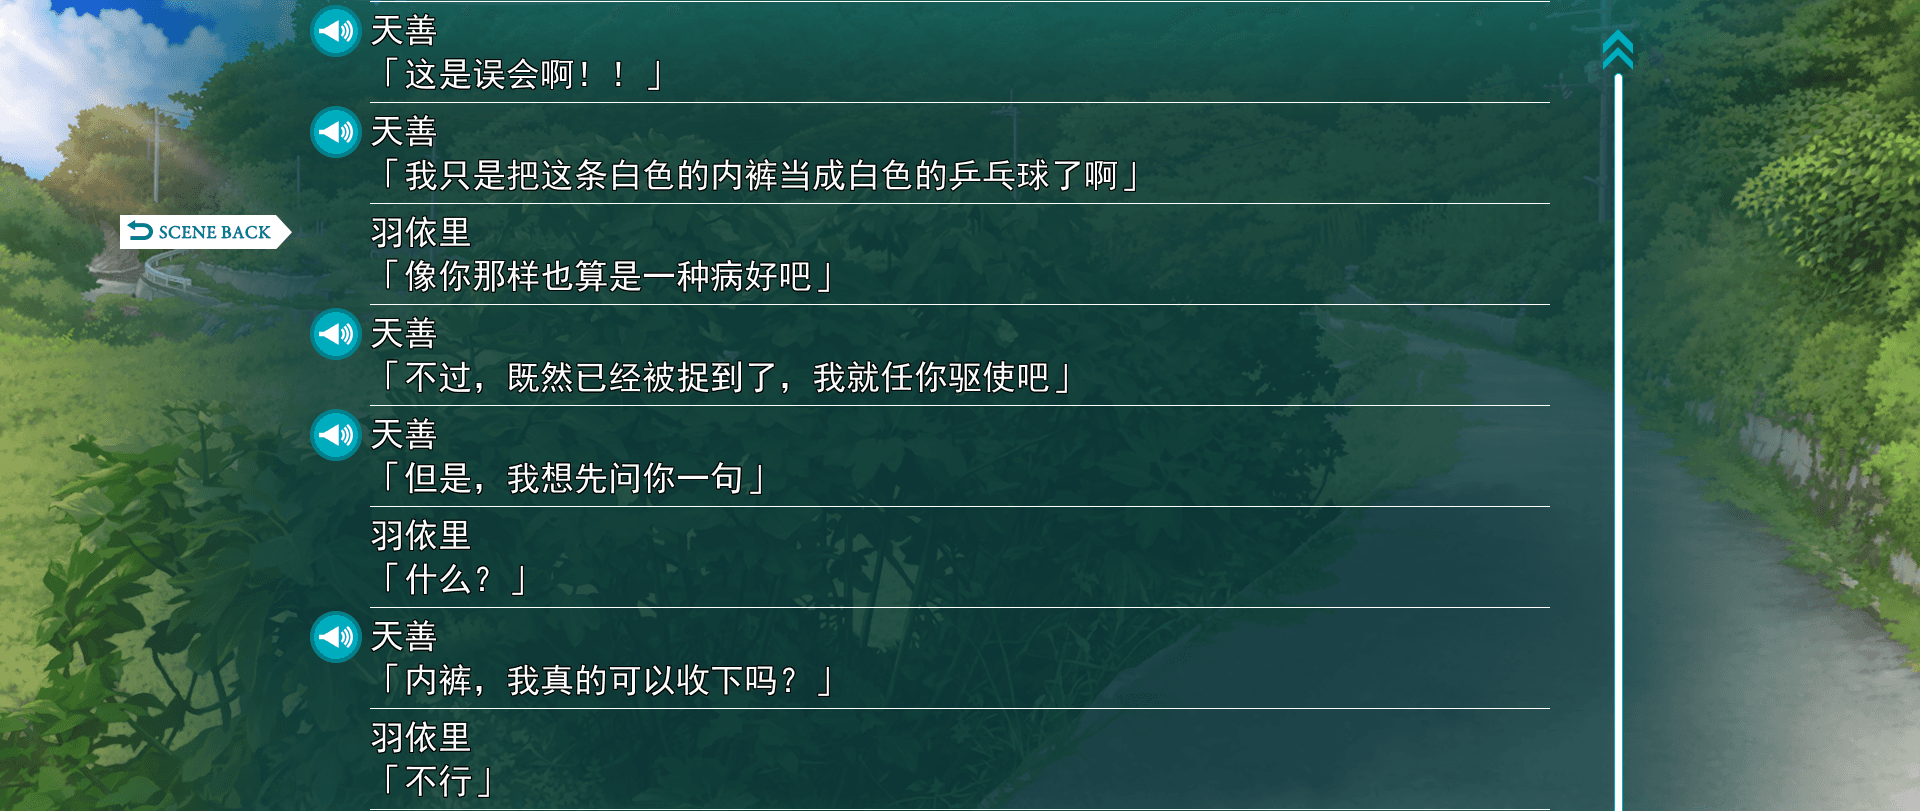 天善
「这是误会啊！！」
天善
「我只是把这条白色的内裤当成白色的乒乓球了啊」
SCENE BACK
羽依里
「像你那样也算是一种病好吧」
天善
「不过，既然已经被捉到了，我就任你驱使吧」
天善
「但是，我想先问你一句」
羽依里
「什么？」
天善
「内裤，我真的可以收下吗？」
羽依里
「不行」